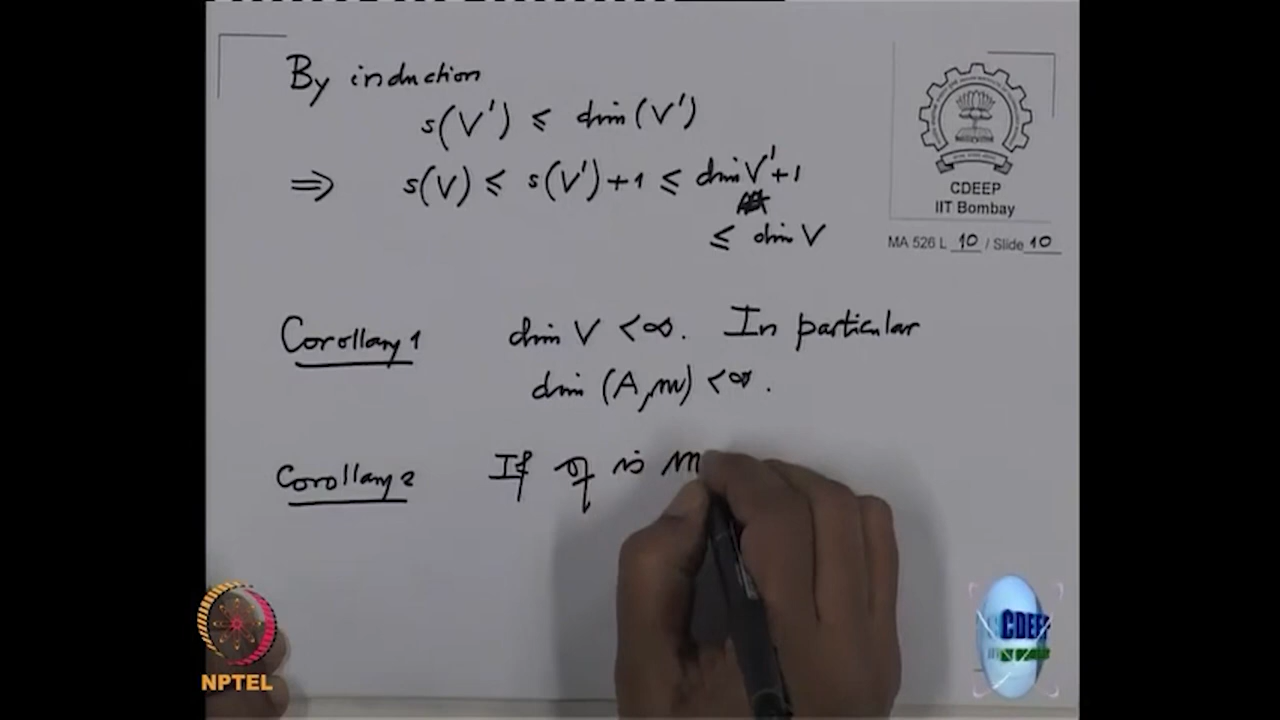 By induction
s(V') ≤ dim(V')
⇒ s(V) ≤ s(V')+1 ≤ dim V'+1
≤ dim V
CDEEP
IIT Bombay
MA 526 L 10 / Slide 10
Corollary 1 dim V < ∞. In particular
dim (A, m) < ∞.
Corollary 2 If q is m
NPTEL
CDEEP